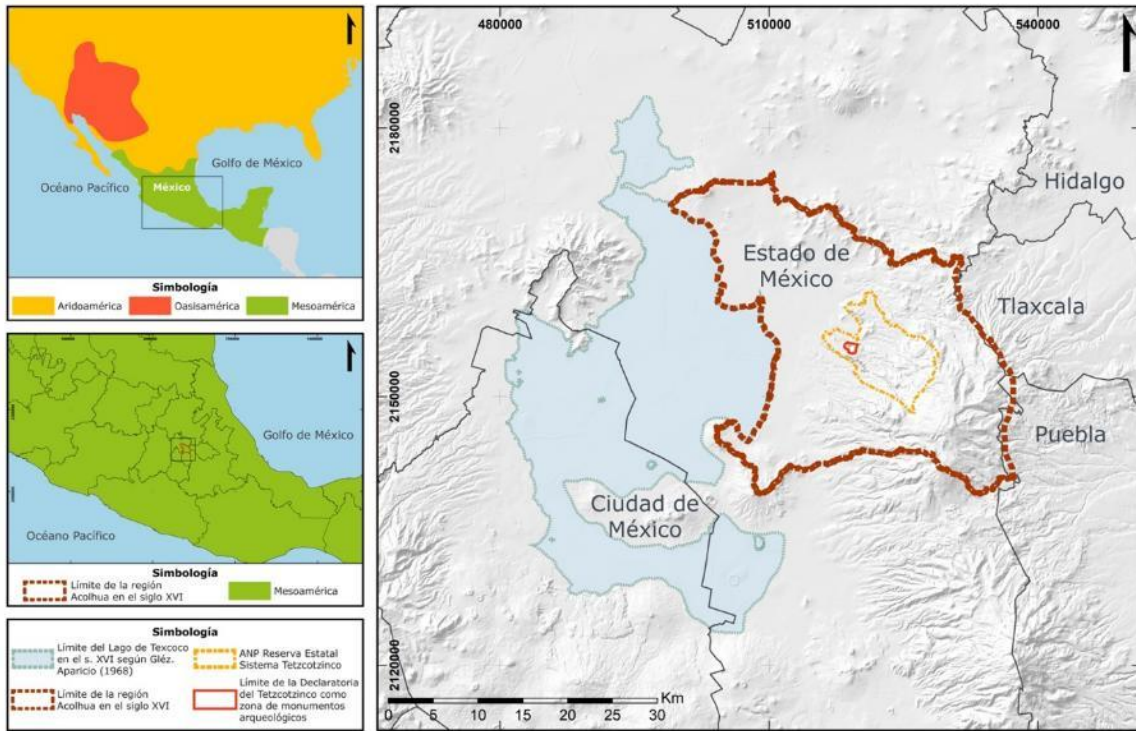 Golfo de México
Océano Pacífico
México
Simbología
Aridoamérica
Oasisamérica
Mesoamérica
Golfo de México
Océano Pacífico
Simbología
Límite de la región
Acolhua en el siglo XVI
Mesoamérica
Simbología
Límite del Lago de Texcoco
en el s. XVI según Gléz.
Aparicio (1968)
Límite de la región
Acolhua en el siglo XVI
ANP Reserva Estatal
Sistema Tetzcotzinco
Límite de la Declaratoria
del Tetzcotzinco como
zona de monumentos
arqueológicos
480000
510000
540000
2180000
2150000
2120000
Hidalgo
Estado de
México
Tlaxcala
Puebla
Ciudad de
México
Km
0 5 10 15 20 25 30